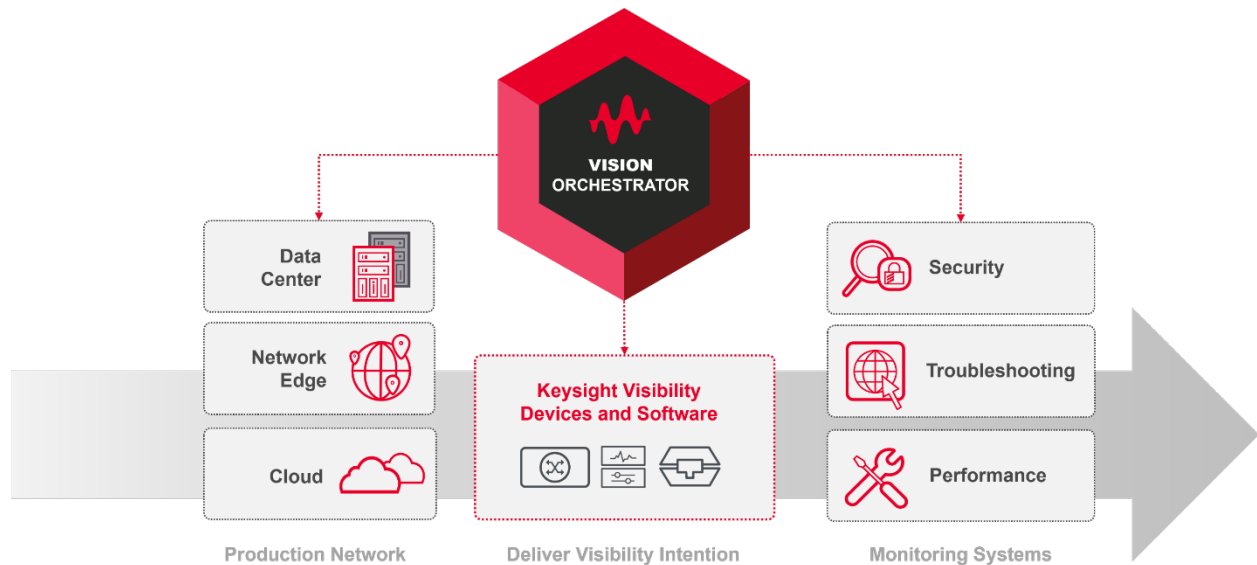 VISION
ORCHESTRATOR
Data
Center
Network
Edge
Cloud
Keysight Visibility
Devices and Software
Security
Troubleshooting
Performance
Production Network
Deliver Visibility Intention
Monitoring Systems